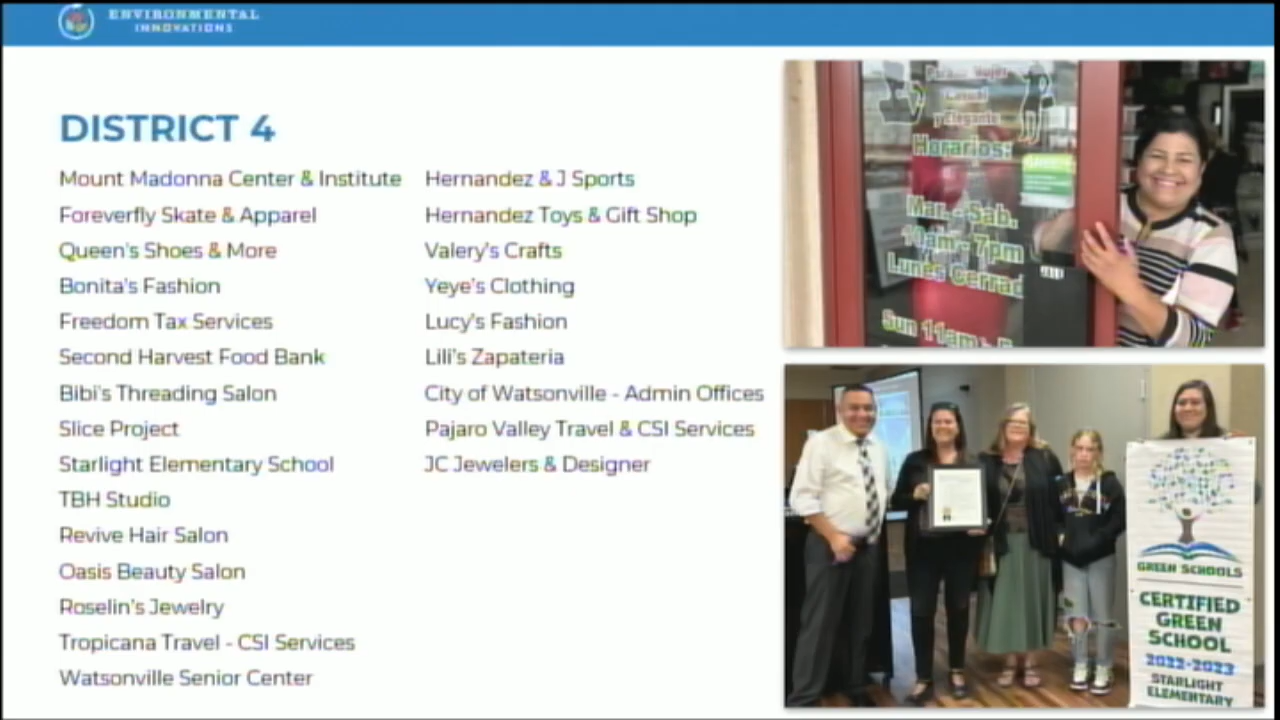 ENVIRONMENTAL
INNOVATIONS
DISTRICT 4
Mount Madonna Center & Institute
Foreverfly Skate & Apparel
Queen's Shoes & More
Bonita's Fashion
Freedom Tax Services
Second Harvest Food Bank
Bibi's Threading Salon
Slice Project
Starlight Elementary School
TBH Studio
Revive Hair Salon
Oasis Beauty Salon
Roselin's Jewelry
Tropicana Travel - CSI Services
Watsonville Senior Center
Hernandez & J Sports
Hernandez Toys & Gift Shop
Valery's Crafts
Yeye's Clothing
Lucy's Fashion
Lili's Zapateria
City of Watsonville - Admin Offices
Pajaro Valley Travel & CSI Services
JC Jewelers & Designer
Casual
y Elegante
Horarios:
Mar. - Sab.
10am - 7pm
Lunes Cerrad
Sun 11am -
GREEN SCHOOLS
CERTIFIED
GREEN
SCHOOL
2022-2023
STARLIGHT
ELEMENTARY